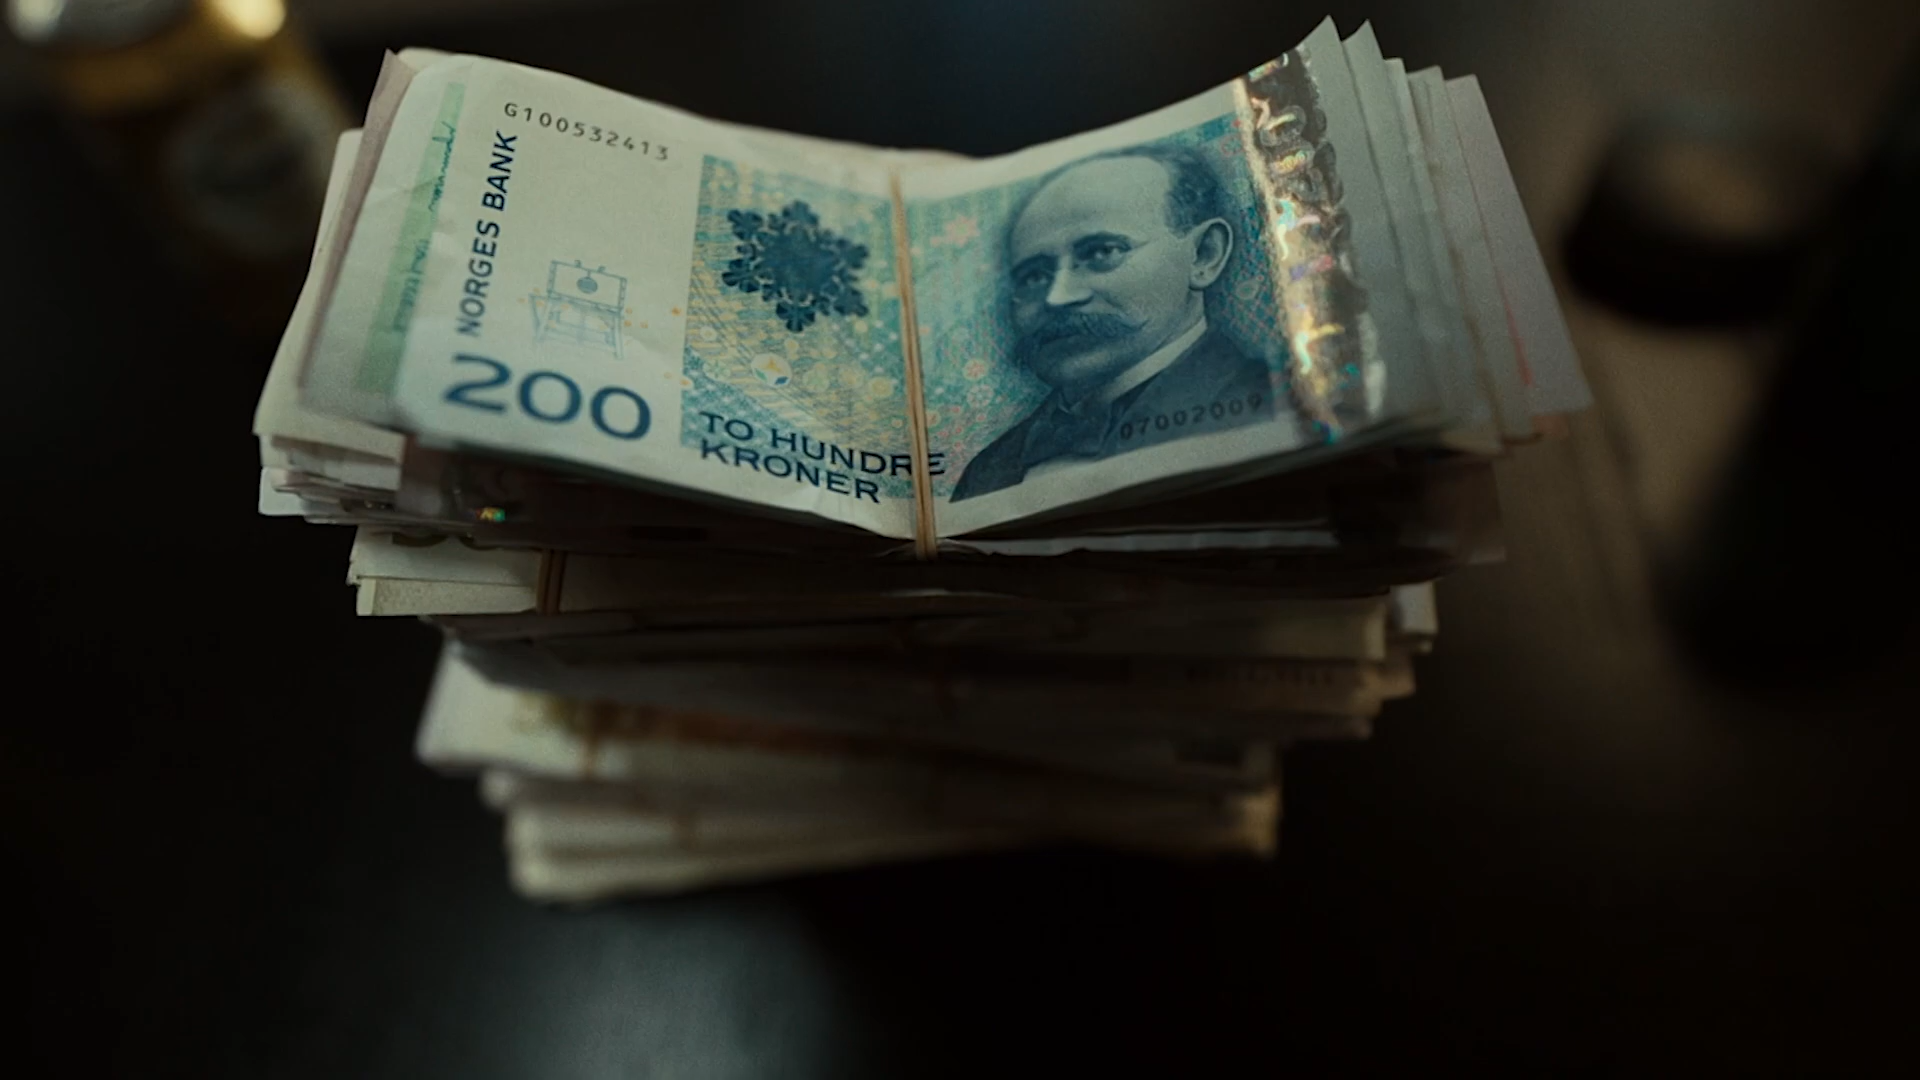 G100532413
NORGES BANK
200
TO HUNDRE
KRONER
07002009